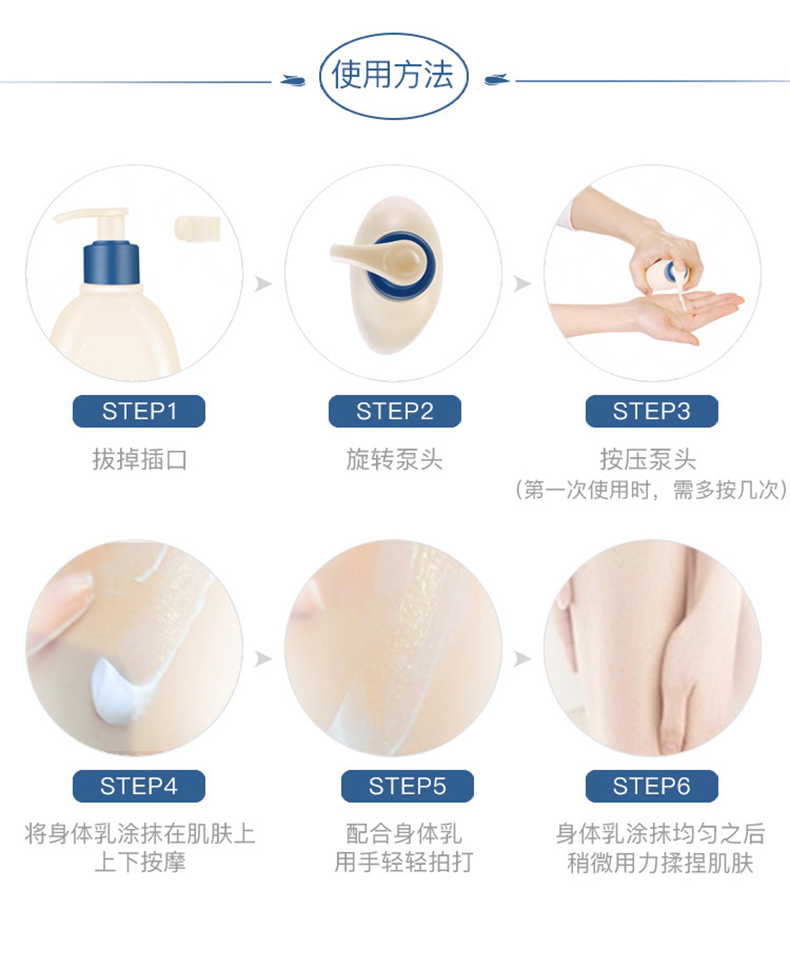 使用方法
STEP1
拔掉插口
STEP2
旋转泵头
STEP3
按压泵头
(第一次使用时，需多按几次)
STEP4
将身体乳涂抹在肌肤上
上下按摩
STEP5
配合身体乳
用手轻轻拍打
STEP6
身体乳涂抹均匀之后
稍微用力揉捏肌肤